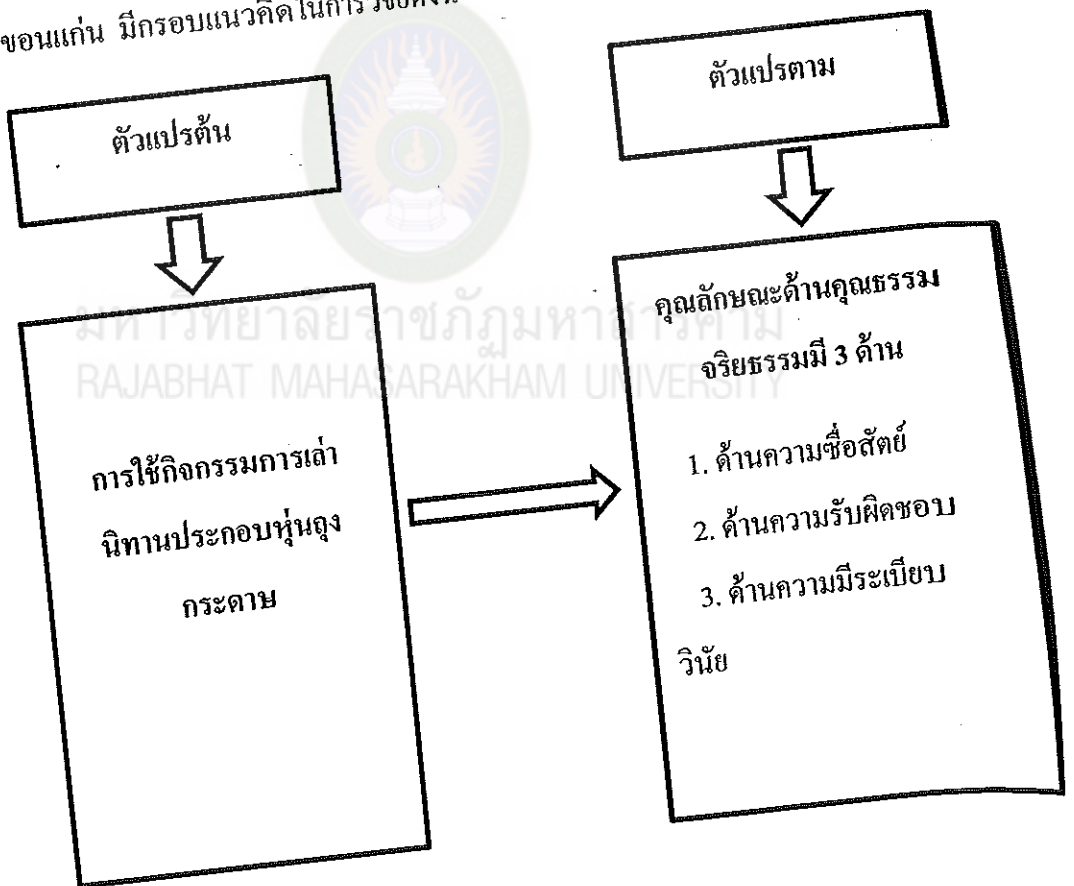 ขอนแก่น มีกรอบแนวคิดในการวิจัยดังนี้
ตัวแปรต้น
ตัวแปรตาม
การใช้กิจกรรมการเล่า
นิทานประกอบหุ่นถุง
กระดาษ
คุณลักษณะด้านคุณธรรม
จริยธรรมมี 3 ด้าน
1. ด้านความซื่อสัตย์
2. ด้านความรับผิดชอบ
3. ด้านความมีระเบียบ
วินัย
มหาวิทยาลัยราชภัฏมหาสารคาม
RAJABHAT MAHASARAKHAM UNIVERSITY